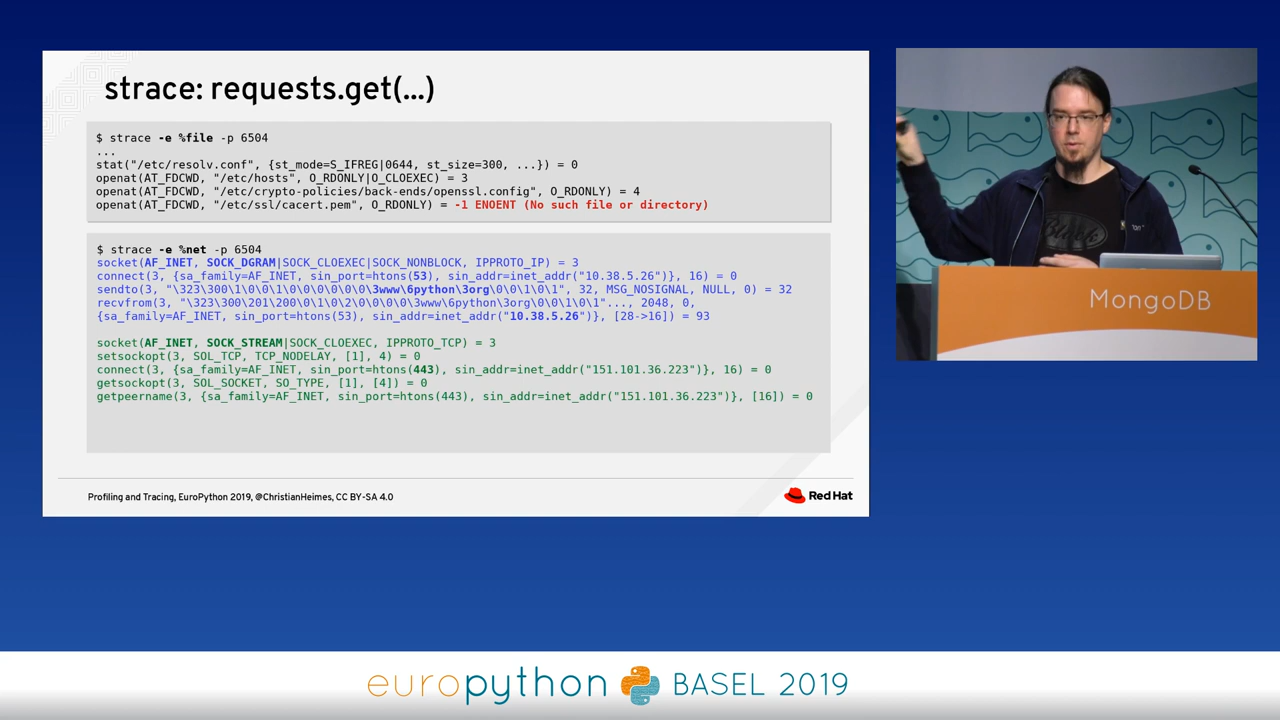 strace: requests.get(...)
$ strace -e %file -p 6504
...
stat("/etc/resolv.conf", {st_mode=S_IFREG|0644, st_size=300, ...}) = 0
openat(AT_FDCWD, "/etc/hosts", O_RDONLY|O_CLOEXEC) = 3
openat(AT_FDCWD, "/etc/crypto-policies/back-ends/openssl.config", O_RDONLY) = 4
openat(AT_FDCWD, "/etc/ssl/cacert.pem", O_RDONLY) = -1 ENOENT (No such file or directory)
$ strace -e %net -p 6504
socket(AF_INET, SOCK_DGRAM|SOCK_CLOEXEC|SOCK_NONBLOCK, IPPROTO_IP) = 3
connect(3, {sa_family=AF_INET, sin_port=htons(53), sin_addr=inet_addr("10.38.5.26")}, 16) = 0
sendto(3, "\323\300\1\0\0\1\0\0\0\0\0\0\3www\6python\3org\0\0\1\0\1", 32, MSG_NOSIGNAL, NULL, 0) = 32
recvfrom(3, "\323\300\201\200\0\1\0\2\0\0\0\0\3www\6python\3org\0\0\1\0\1"..., 2048, 0,
{sa_family=AF_INET, sin_port=htons(53), sin_addr=inet_addr("10.38.5.26")}, [28->16]) = 93
socket(AF_INET, SOCK_STREAM|SOCK_CLOEXEC, IPPROTO_TCP) = 3
setsockopt(3, SOL_TCP, TCP_NODELAY, [1], 4) = 0
connect(3, {sa_family=AF_INET, sin_port=htons(443), sin_addr=inet_addr("151.101.36.223")}, 16) = 0
getsockopt(3, SOL_SOCKET, SO_TYPE, [1], [4]) = 0
getpeername(3, {sa_family=AF_INET, sin_port=htons(443), sin_addr=inet_addr("151.101.36.223")}, [16]) = 0
Profiling and Tracing, EuroPython 2019, @ChristianHeimes, CC BY-SA 4.0
Red Hat
MongoDB
europython BASEL 2019